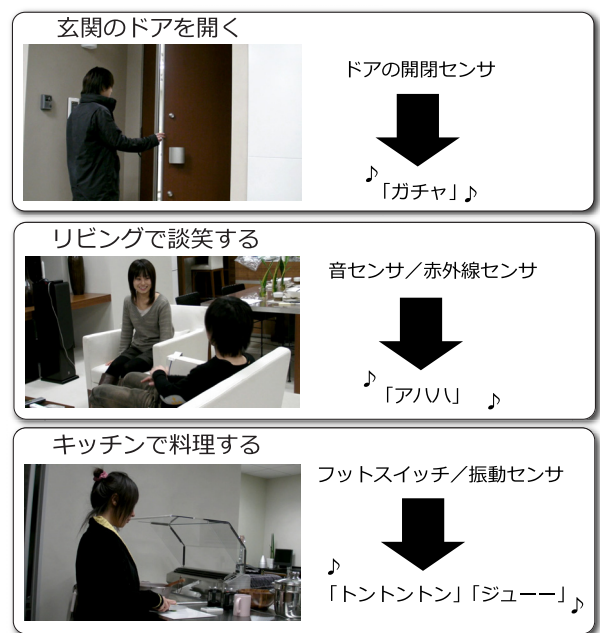 玄関のドアを開く
ドアの開閉センサ
♪「ガチャ」♪
リビングで談笑する
音センサ／赤外線センサ
♪「アハハ」♪
キッチンで料理する
フットスイッチ／振動センサ
♪「トントントン」「ジューー」♪